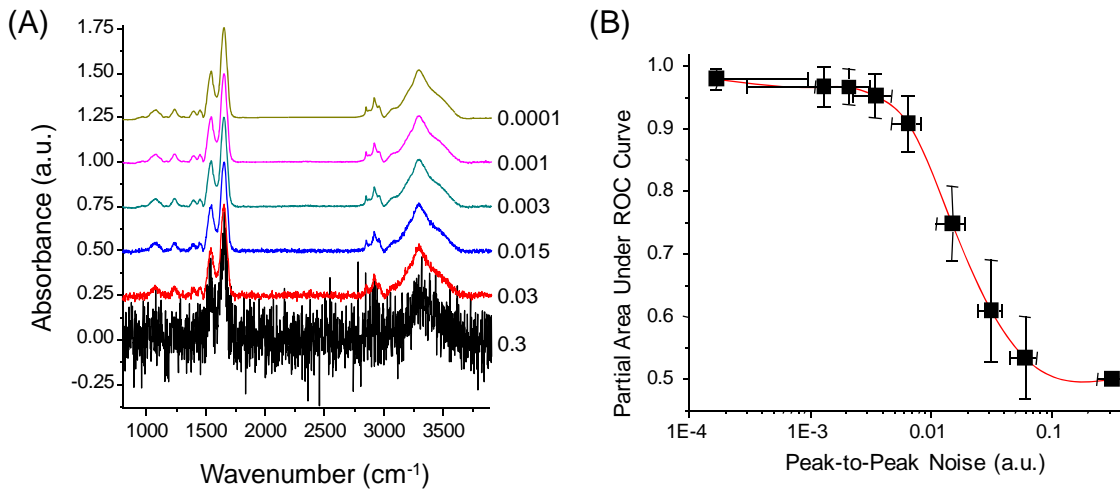 (A)
1.75
1.50
1.25
1.00
0.75
0.50
0.25
0.00
-0.25
Absorbance (a.u.)
0.0001
0.001
0.003
0.015
0.03
0.3
1000 1500 2000 2500 3000 3500
Wavenumber (cm⁻¹)
(B)
1.0
0.9
0.8
0.7
0.6
0.5
Partial Area Under ROC Curve
1E-4 1E-3 0.01 0.1
Peak-to-Peak Noise (a.u.)